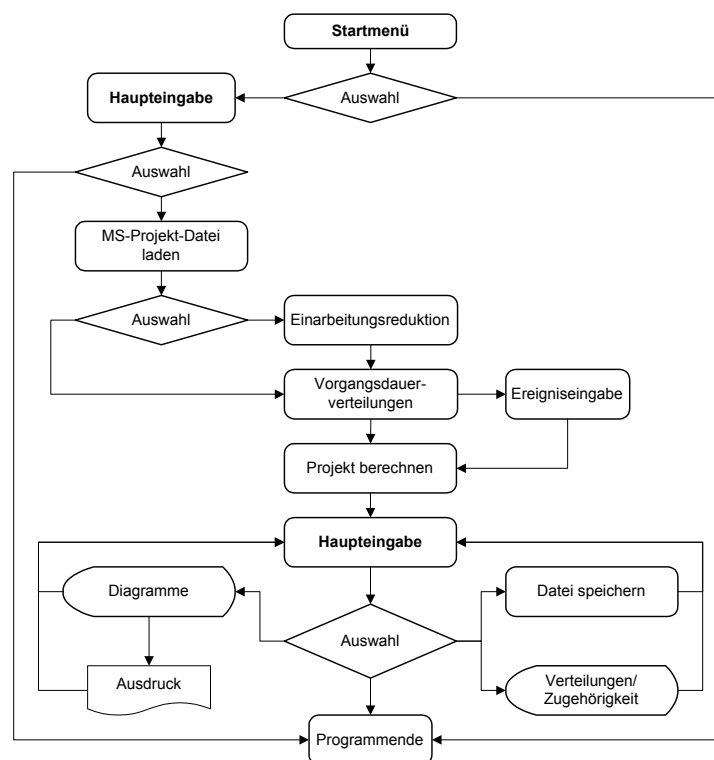 Startmenü
Haupteingabe
Auswahl
Auswahl
MS-Projekt-Datei
laden
Auswahl
Einarbeitungsreduktion
Vorgangsdauer-
verteilungen
Ereigniseingabe
Projekt berechnen
Haupteingabe
Diagramme
Datei speichern
Auswahl
Ausdruck
Verteilungen/
Zugehörigkeit
Programmende